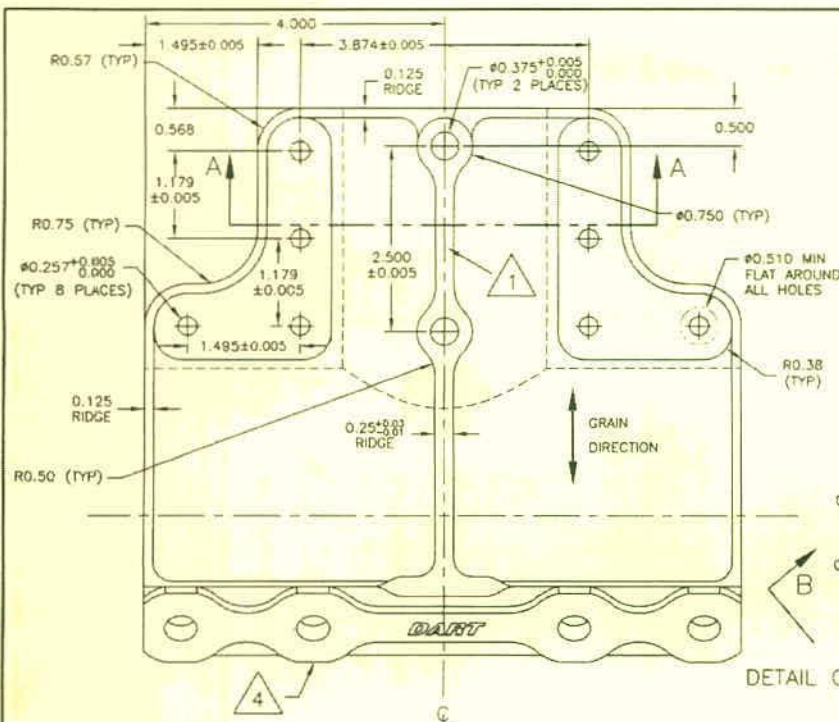 4.000
1.495±0.005
3.874±0.005
R0.57 (TYP)
0.125
RIDGE
ø0.375+0.005
0.000
(TYP 2 PLACES)
0.568
0.500
A
A
1.179
±0.005
ø0.750 (TYP)
R0.75 (TYP)
2.500
±0.005
ø0.257+0.005
0.000
(TYP 8 PLACES)
1.179
±0.005
1
ø0.510 MIN
FLAT AROUND
ALL HOLES
1.495±0.005
R0.38
(TYP)
0.125
RIDGE
0.25+0.03
-0.01
RIDGE
GRAIN
DIRECTION
R0.50 (TYP)
B
DART
4
DETAIL C